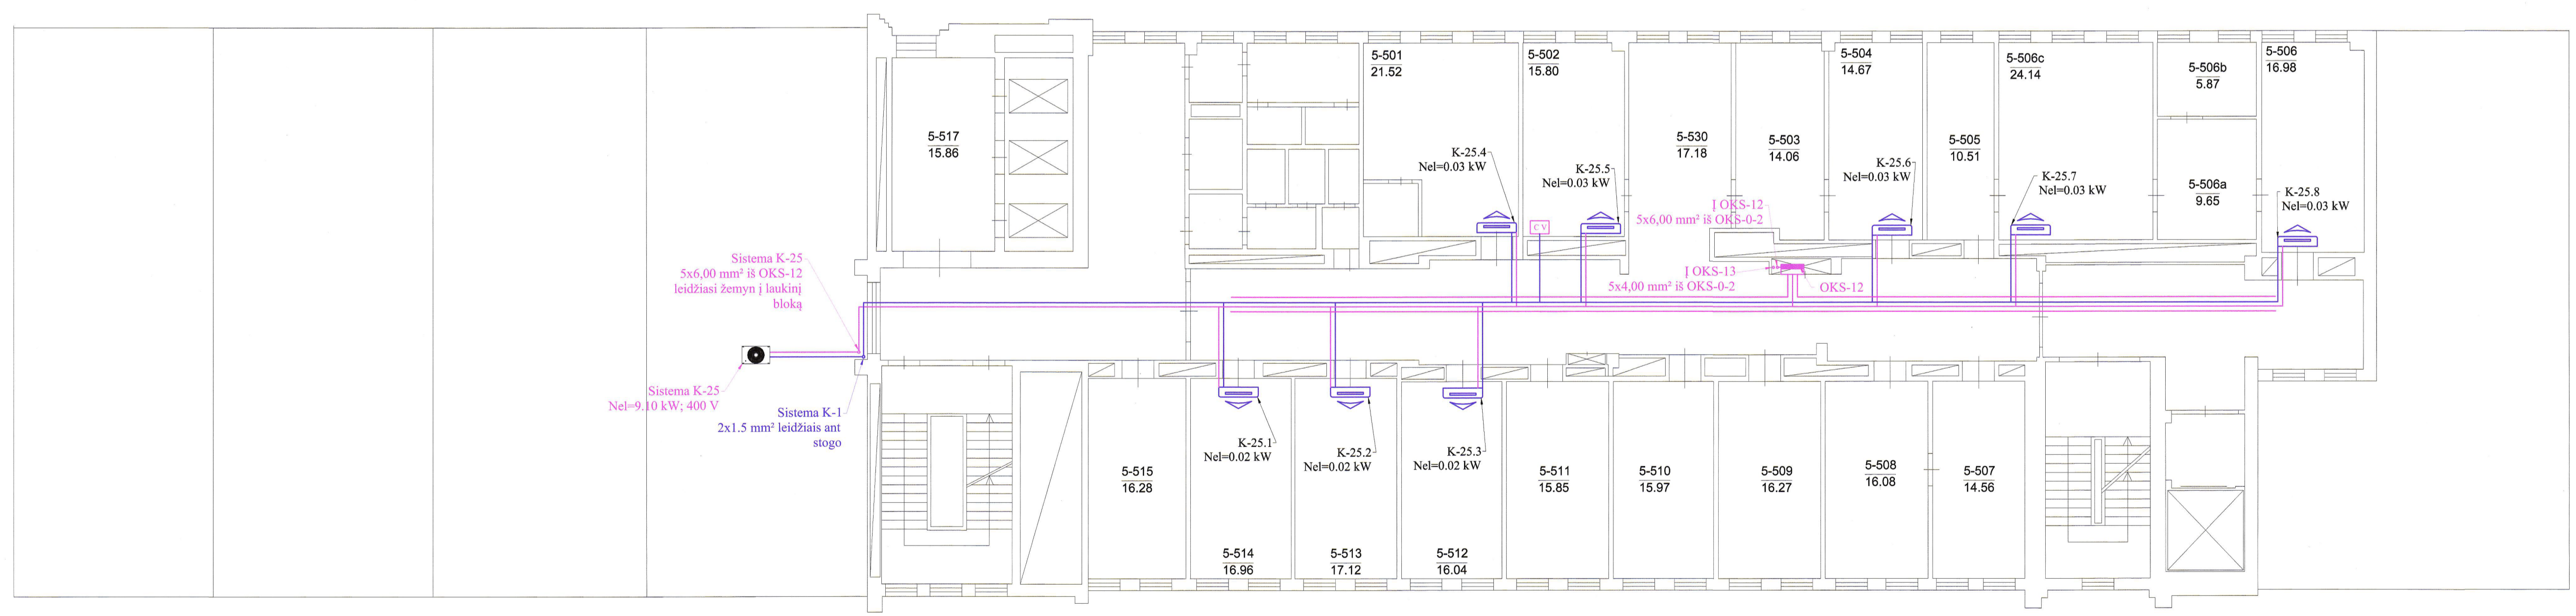 5-501
21.52
5-502
15.80
5-530
17.18
5-503
14.06
5-504
14.67
5-505
10.51
5-506c
24.14
5-506b
5.87
5-506a
9.65
5-506
16.98
5-517
15.86
K-25.4
Nel=0.03 kW
K-25.5
Nel=0.03 kW
K-25.6
Nel=0.03 kW
K-25.7
Nel=0.03 kW
K-25.8
Nel=0.03 kW
C V
Į OKS-12
5x6,00 mm² iš OKS-0-2
Į OKS-13
5x4,00 mm² iš OKS-0-2
OKS-12
Sistema K-25
5x6,00 mm² iš OKS-12
leidžiasi žemyn į laukinį
bloką
Sistema K-25
Nel=9.10 kW; 400 V
Sistema K-1
2x1.5 mm² leidžiais ant
stogo
K-25.1
Nel=0.02 kW
K-25.2
Nel=0.02 kW
K-25.3
Nel=0.02 kW
5-515
16.28
5-514
16.96
5-513
17.12
5-512
16.04
5-511
15.85
5-510
15.97
5-509
16.27
5-508
16.08
5-507
14.56